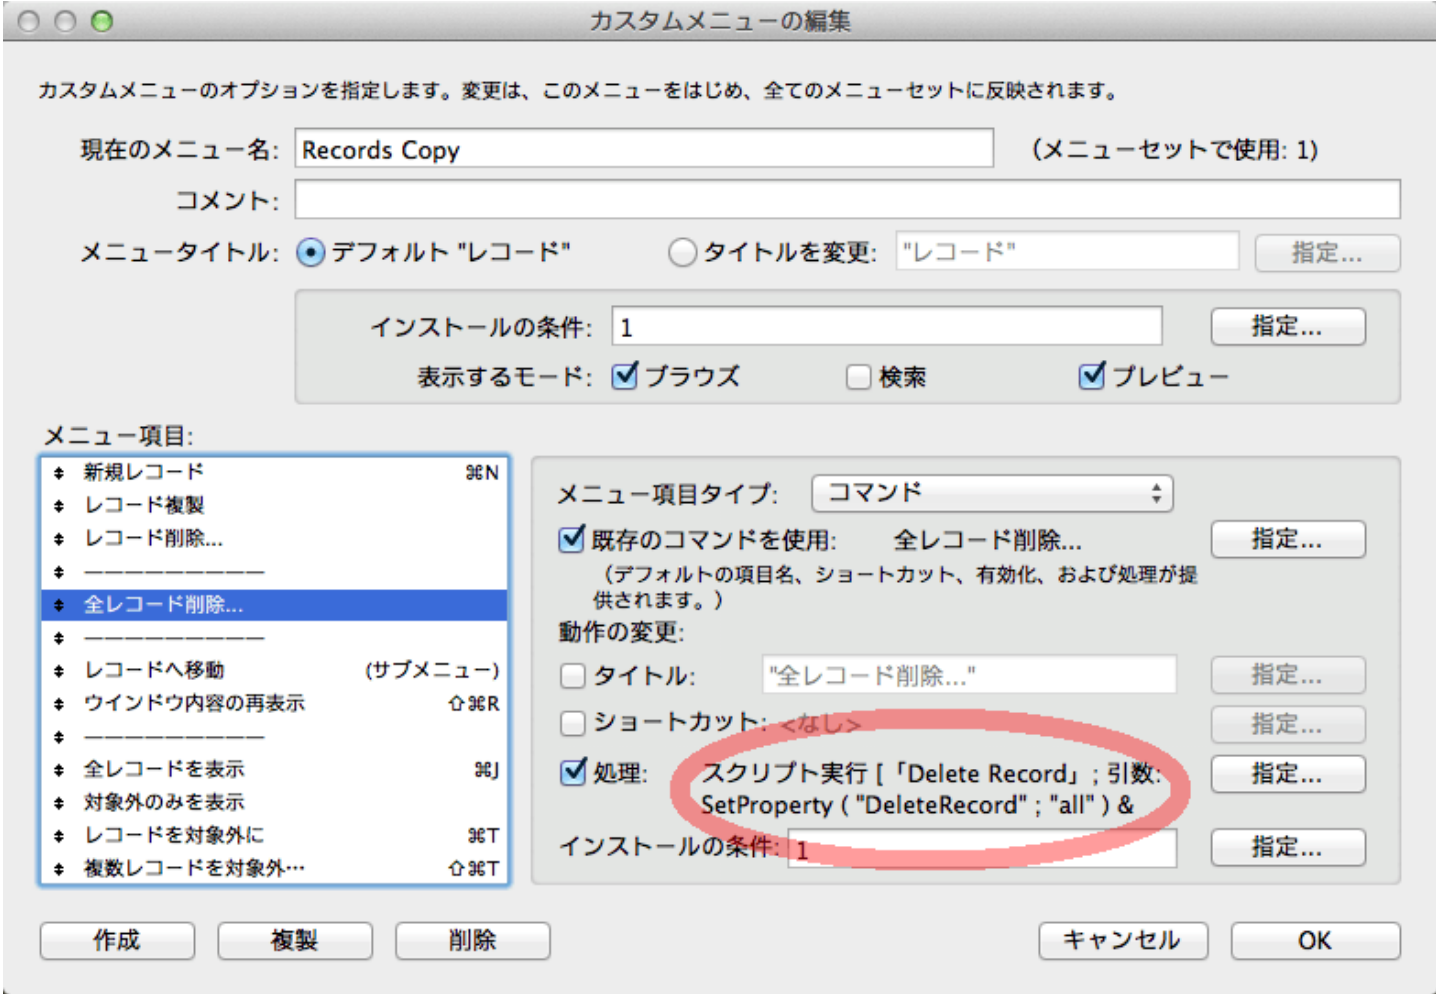 カスタムメニューの編集
カスタムメニューのオプションを指定します。変更は、このメニューをはじめ、全てのメニューセットに反映されます。
現在のメニュー名: Records Copy (メニューセットで使用: 1)
コメント:
メニュータイトル: デフォルト "レコード" タイトルを変更: "レコード" 指定...
インストールの条件: 1 指定...
表示するモード: ブラウズ 検索 プレビュー
メニュー項目:
新規レコード ⌘N
レコード複製
レコード削除...
—————————
全レコード削除...
—————————
レコードへ移動 (サブメニュー)
ウインドウ内容の再表示 ⇧⌘R
—————————
全レコードを表示 ⌘J
対象外のみを表示
レコードを対象外に ⌘T
複数レコードを対象外… ⇧⌘T
メニュー項目タイプ: コマンド
既存のコマンドを使用: 全レコード削除... 指定...
（デフォルトの項目名、ショートカット、有効化、および処理が提
供されます。）
動作の変更:
タイトル: "全レコード削除..." 指定...
ショートカット: <なし> 指定...
処理: スクリプト実行 [「Delete Record」; 引数: 指定...
SetProperty ( "DeleteRecord" ; "all" ) &
インストールの条件: 1 指定...
作成 複製 削除 キャンセル OK